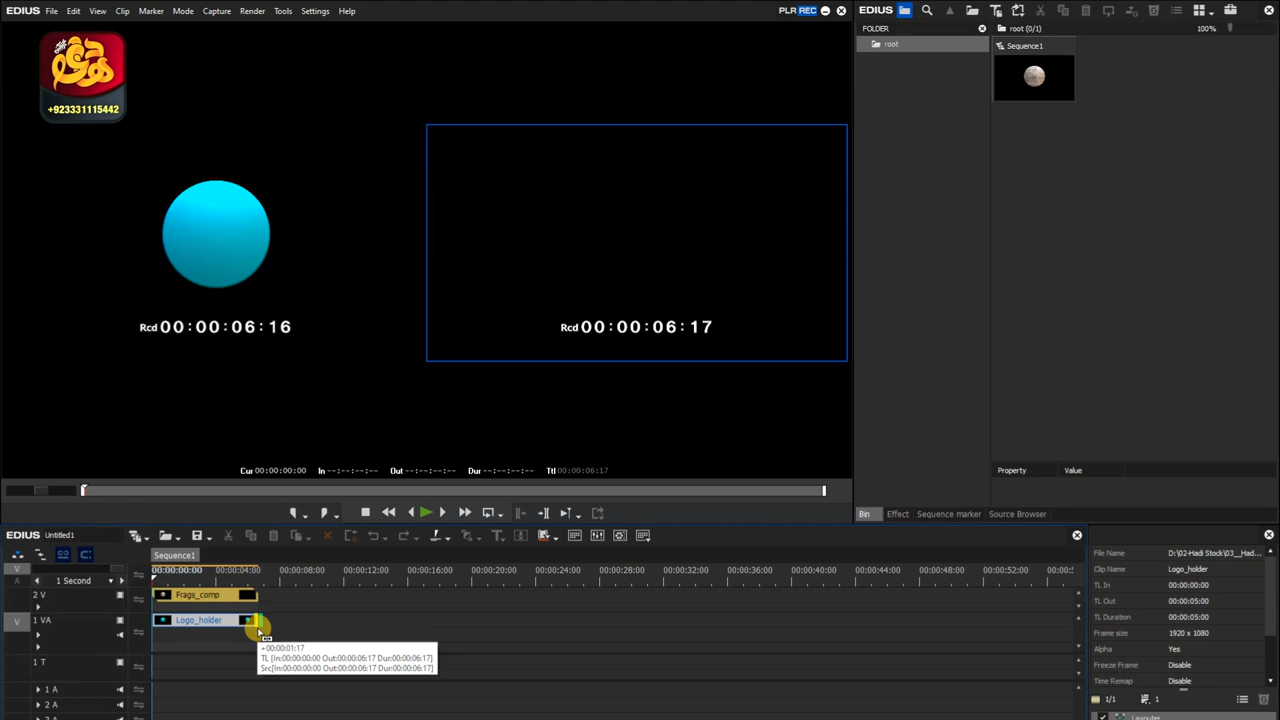 EDIUS File Edit View Clip Marker Mode Capture Render Tools Settings Help PLR REC
EDIUS
FOLDER
root
root (0/1) 100%
Sequence1
+923331115442
Rcd 00:00:06:16
Rcd 00:00:06:17
Cur 00:00:00:00 In --:--:--:-- Out --:--:--:-- Dur --:--:--:-- Ttl 00:00:06:17
Property Value
Bin Effect Sequence marker Source Browser
EDIUS Untitled1
Sequence1
V
A
1 Second
00:00:00:00 00:00:04:00 00:00:08:00 00:00:12:00 00:00:16:00 00:00:20:00 00:00:24:00 00:00:28:00 00:00:32:00 00:00:36:00 00:00:40:00 00:00:44:00 00:00:48:00 00:00:52:00 00:00:5
2 V Frags_comp
V 1 VA Logo_holder
+00:00:01:17
TL [In:00:00:00:00 Out:00:00:06:17 Dur:00:00:06:17]
Src[In:00:00:00:00 Out:00:00:06:17 Dur:00:00:06:17]
1 T
1 A
2 A
File Name D:\02-Hadi Stock\03__Had...
Clip Name Logo_holder
TL In 00:00:00:00
TL Out 00:00:05:00
TL Duration 00:00:05:00
Frame size 1920 x 1080
Alpha Yes
Freeze Frame Disable
Time Remap Disable
1/1 1
Layouter